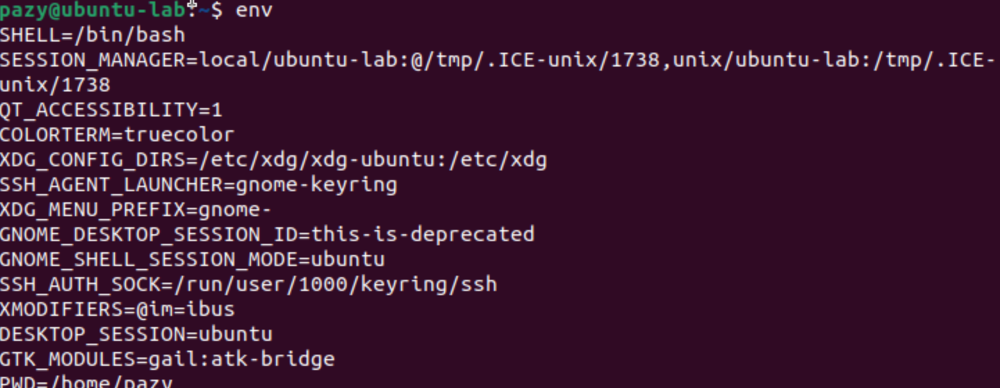 pazy@ubuntu-lab:~$ env
SHELL=/bin/bash
SESSION_MANAGER=local/ubuntu-lab:@/tmp/.ICE-unix/1738,unix/ubuntu-lab:/tmp/.ICE-
unix/1738
QT_ACCESSIBILITY=1
COLORTERM=truecolor
XDG_CONFIG_DIRS=/etc/xdg/xdg-ubuntu:/etc/xdg
SSH_AGENT_LAUNCHER=gnome-keyring
XDG_MENU_PREFIX=gnome-
GNOME_DESKTOP_SESSION_ID=this-is-deprecated
GNOME_SHELL_SESSION_MODE=ubuntu
SSH_AUTH_SOCK=/run/user/1000/keyring/ssh
XMODIFIERS=@im=ibus
DESKTOP_SESSION=ubuntu
GTK_MODULES=gail:atk-bridge
PWD=/home/pazy